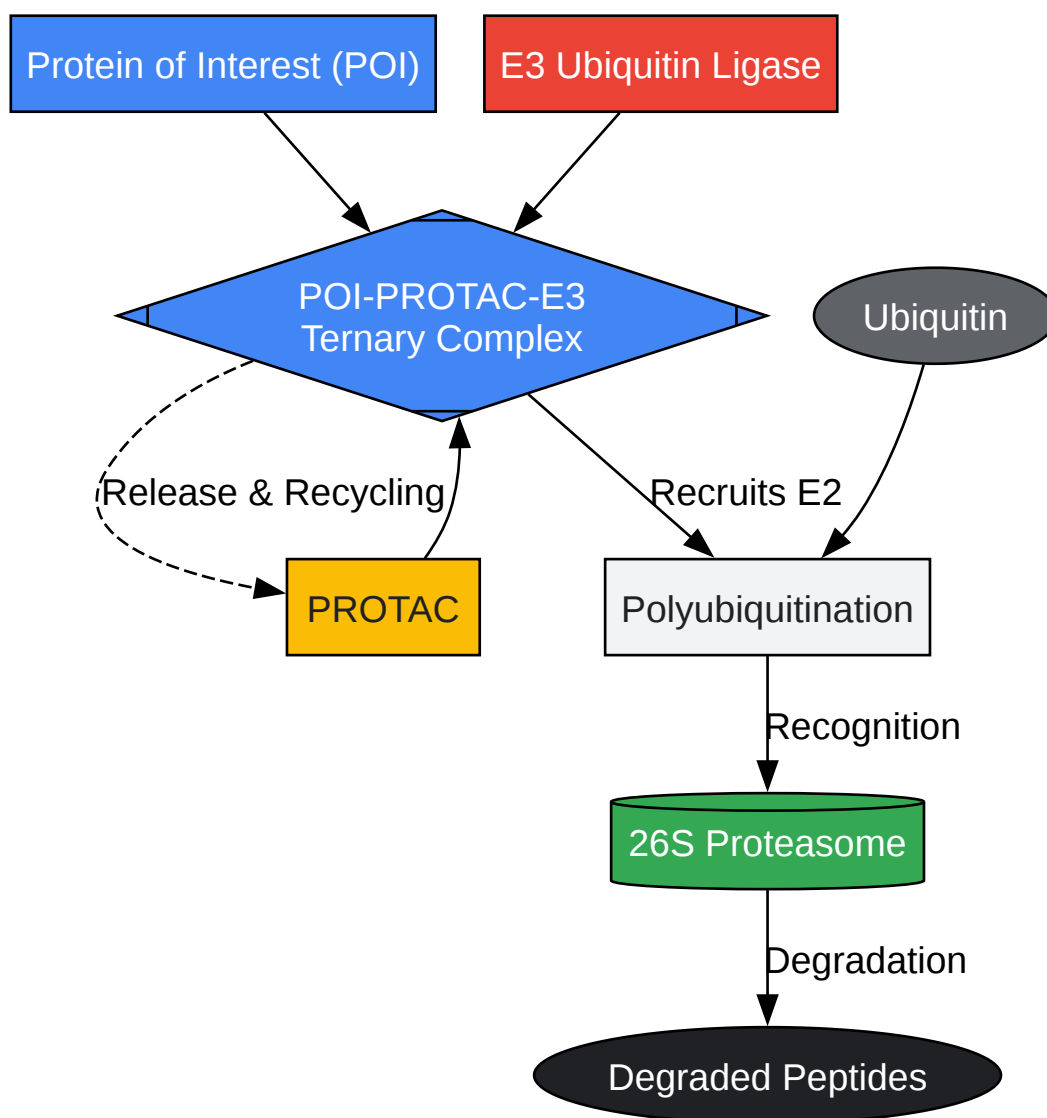 Protein of Interest (POI)
E3 Ubiquitin Ligase
POI-PROTAC-E3
Ternary Complex
Ubiquitin
Release & Recycling
Recruits E2
PROTAC
Polyubiquitination
Recognition
26S Proteasome
Degradation
Degraded Peptides